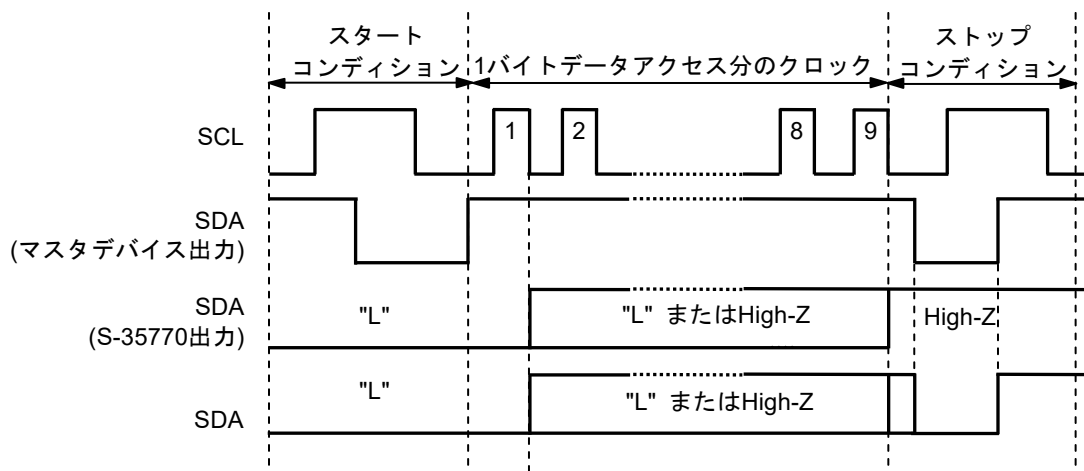 スタート
コンディション
1バイトデータアクセス分のクロック
ストップ
コンディション
SCL
1
2
8
9
SDA
(マスタデバイス出力)
SDA
(S-35770出力)
"L"
"L" またはHigh-Z
High-Z
SDA
"L"
"L" またはHigh-Z